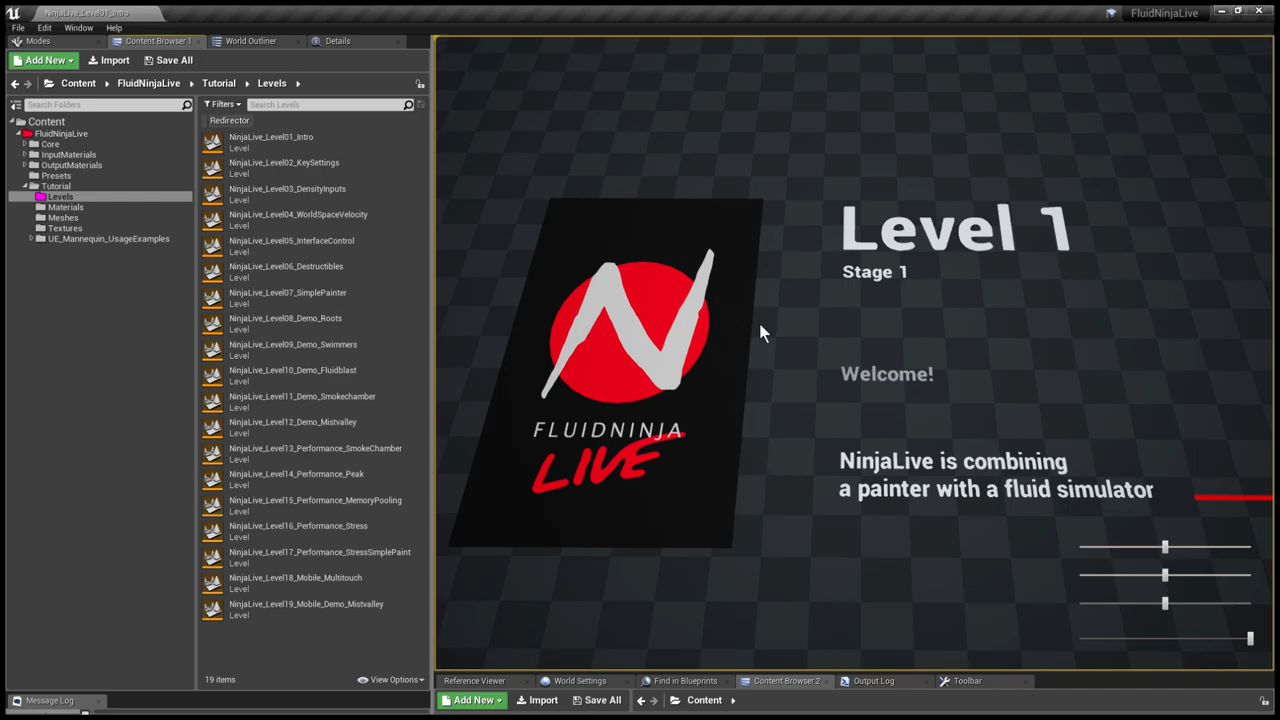 NinjaLive_Level01_Intro
FluidNinjaLive
File Edit Window Help
Modes
Content Browser 1
World Outliner
Details
Add New
Import
Save All
Content
FluidNinjaLive
Tutorial
Levels
Search Folders
Filters
Search Levels
Redirector
Content
FluidNinjaLive
Core
InputMaterials
OutputMaterials
Presets
Tutorial
Levels
Materials
Meshes
Textures
UE_Mannequin_UsageExamples
NinjaLive_Level01_Intro
Level
NinjaLive_Level02_KeySettings
Level
NinjaLive_Level03_DensityInputs
Level
NinjaLive_Level04_WorldSpaceVelocity
Level
NinjaLive_Level05_InterfaceControl
Level
NinjaLive_Level06_Destructibles
Level
NinjaLive_Level07_SimplePainter
Level
NinjaLive_Level08_Demo_Roots
Level
NinjaLive_Level09_Demo_Swimmers
Level
NinjaLive_Level10_Demo_Fluidblast
Level
NinjaLive_Level11_Demo_Smokechamber
Level
NinjaLive_Level12_Demo_Mistvalley
Level
NinjaLive_Level13_Performance_SmokeChamber
Level
NinjaLive_Level14_Performance_Peak
Level
NinjaLive_Level15_Performance_MemoryPooling
Level
NinjaLive_Level16_Performance_Stress
Level
NinjaLive_Level17_Performance_StressSimplePaint
Level
NinjaLive_Level18_Mobile_Multitouch
Level
NinjaLive_Level19_Mobile_Demo_Mistvalley
Level
19 items
View Options
Message Log
N
FLUIDNINJA
LIVE
Level 1
Stage 1
Welcome!
NinjaLive is combining
a painter with a fluid simulator
Reference Viewer
World Settings
Find in Blueprints
Content Browser 2
Output Log
Toolbar
Add New
Import
Save All
Content